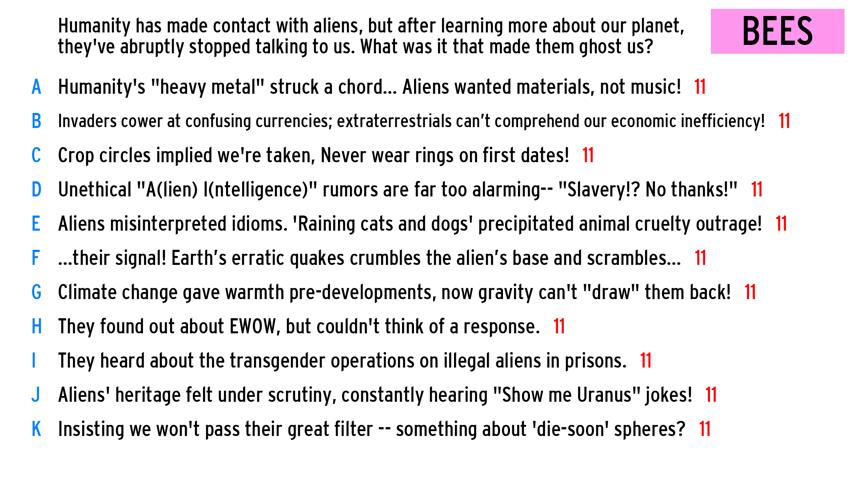 Humanity has made contact with aliens, but after learning more about our planet,
they've abruptly stopped talking to us. What was it that made them ghost us?
BEES
A Humanity's "heavy metal" struck a chord... Aliens wanted materials, not music! 11
B Invaders cower at confusing currencies; extraterrestrials can’t comprehend our economic inefficiency! 11
C Crop circles implied we're taken, Never wear rings on first dates! 11
D Unethical "A(lien) I(ntelligence)" rumors are far too alarming-- "Slavery!? No thanks!" 11
E Aliens misinterpreted idioms. 'Raining cats and dogs' precipitated animal cruelty outrage! 11
F ...their signal! Earth’s erratic quakes crumbles the alien’s base and scrambles... 11
G Climate change gave warmth pre-developments, now gravity can't "draw" them back! 11
H They found out about EWOW, but couldn't think of a response. 11
I They heard about the transgender operations on illegal aliens in prisons. 11
J Aliens' heritage felt under scrutiny, constantly hearing "Show me Uranus" jokes! 11
K Insisting we won't pass their great filter -- something about 'die-soon' spheres? 11